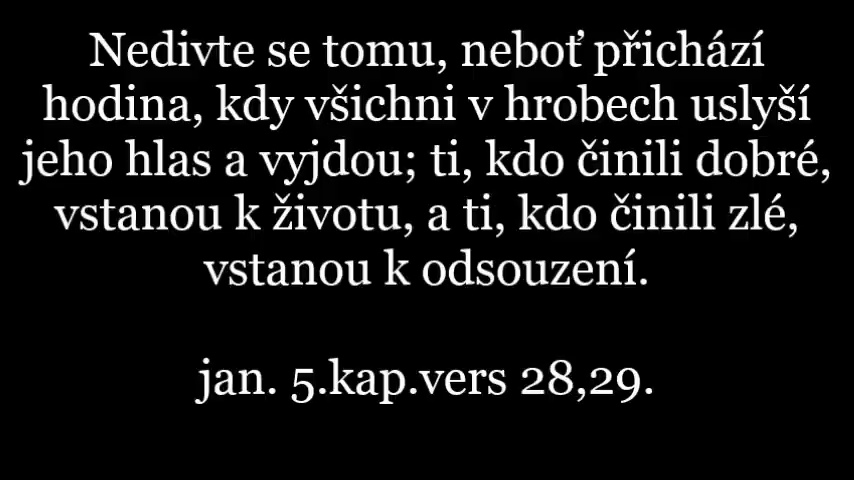 Nedivte se tomu, neboť přichází
hodina, kdy všichni v hrobech uslyší
jeho hlas a vyjdou; ti, kdo činili dobré,
vstanou k životu, a ti, kdo činili zlé,
vstanou k odsouzení.
jan. 5.kap.vers 28,29.